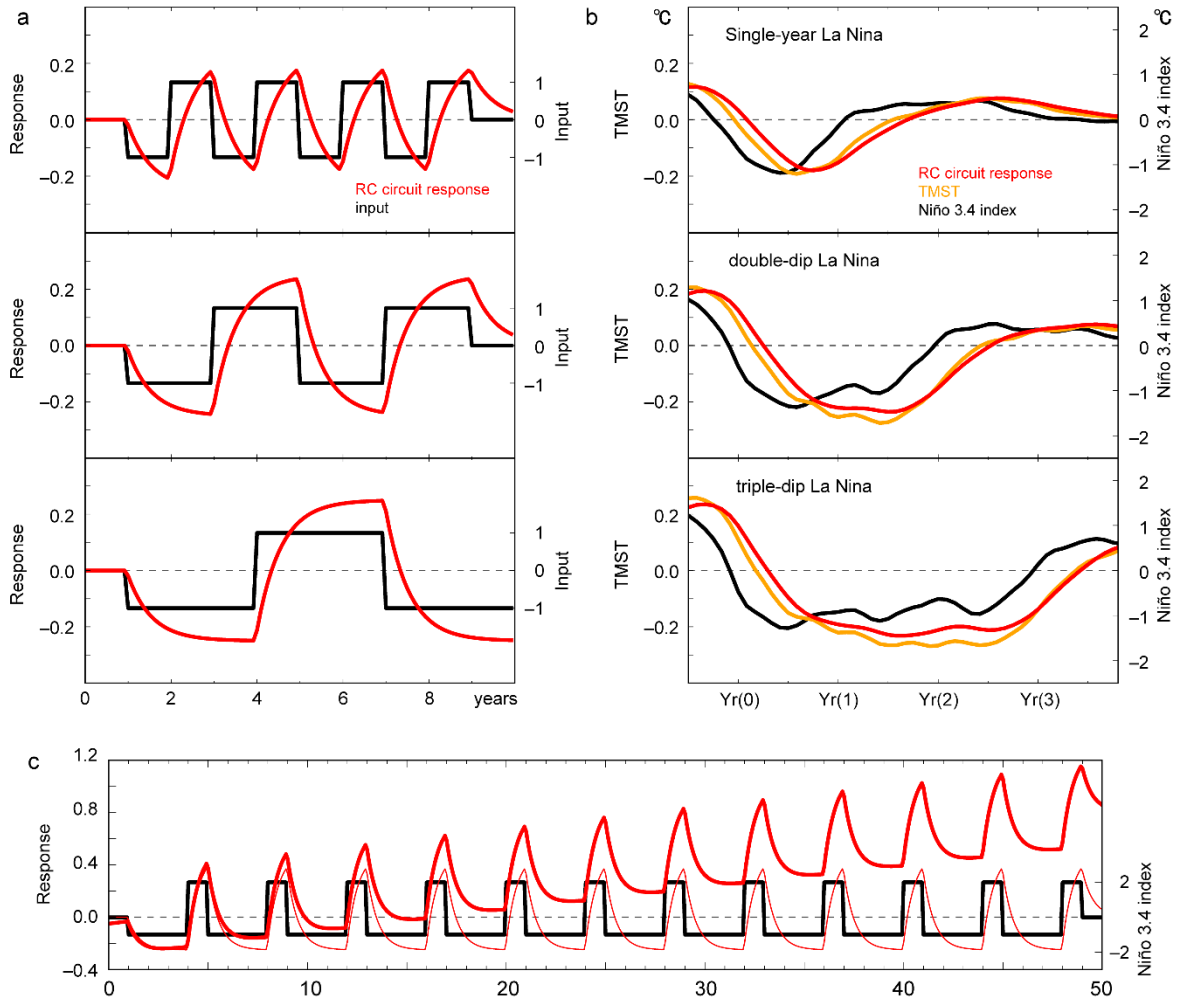 a
Response
0.2
0.0
–0.2
1
0
–1
Input
RC circuit response
input
Response
0.2
0.0
–0.2
1
0
–1
Input
Response
0.2
0.0
–0.2
1
0
–1
Input
0 2 4 6 8 years
b
℃
℃
Single-year La Nina
TMST
0.2
0.0
–0.2
2
1
0
–1
–2
Niño 3.4 index
RC circuit response
TMST
Niño 3.4 index
double-dip La Nina
TMST
0.2
0.0
–0.2
2
1
0
–1
–2
Niño 3.4 index
triple-dip La Nina
TMST
0.2
0.0
–0.2
2
1
0
–1
–2
Niño 3.4 index
Yr(0) Yr(1) Yr(2) Yr(3)
c
Response
1.2
0.8
0.4
0.0
–0.4
2
0
–2
Niño 3.4 index
0 10 20 30 40 50